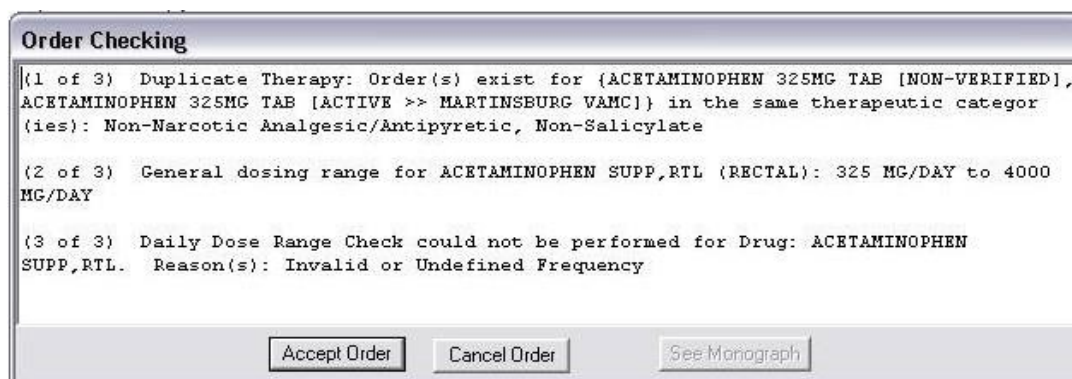 Order Checking
(1 of 3) Duplicate Therapy: Order(s) exist for {ACETAMINOPHEN 325MG TAB [NON-VERIFIED],
ACETAMINOPHEN 325MG TAB [ACTIVE >> MARTINSBURG VAMC]} in the same therapeutic categor
(ies): Non-Narcotic Analgesic/Antipyretic, Non-Salicylate
(2 of 3) General dosing range for ACETAMINOPHEN SUPP,RTL (RECTAL): 325 MG/DAY to 4000
MG/DAY
(3 of 3) Daily Dose Range Check could not be performed for Drug: ACETAMINOPHEN
SUPP,RTL. Reason(s): Invalid or Undefined Frequency
Accept Order Cancel Order See Monograph